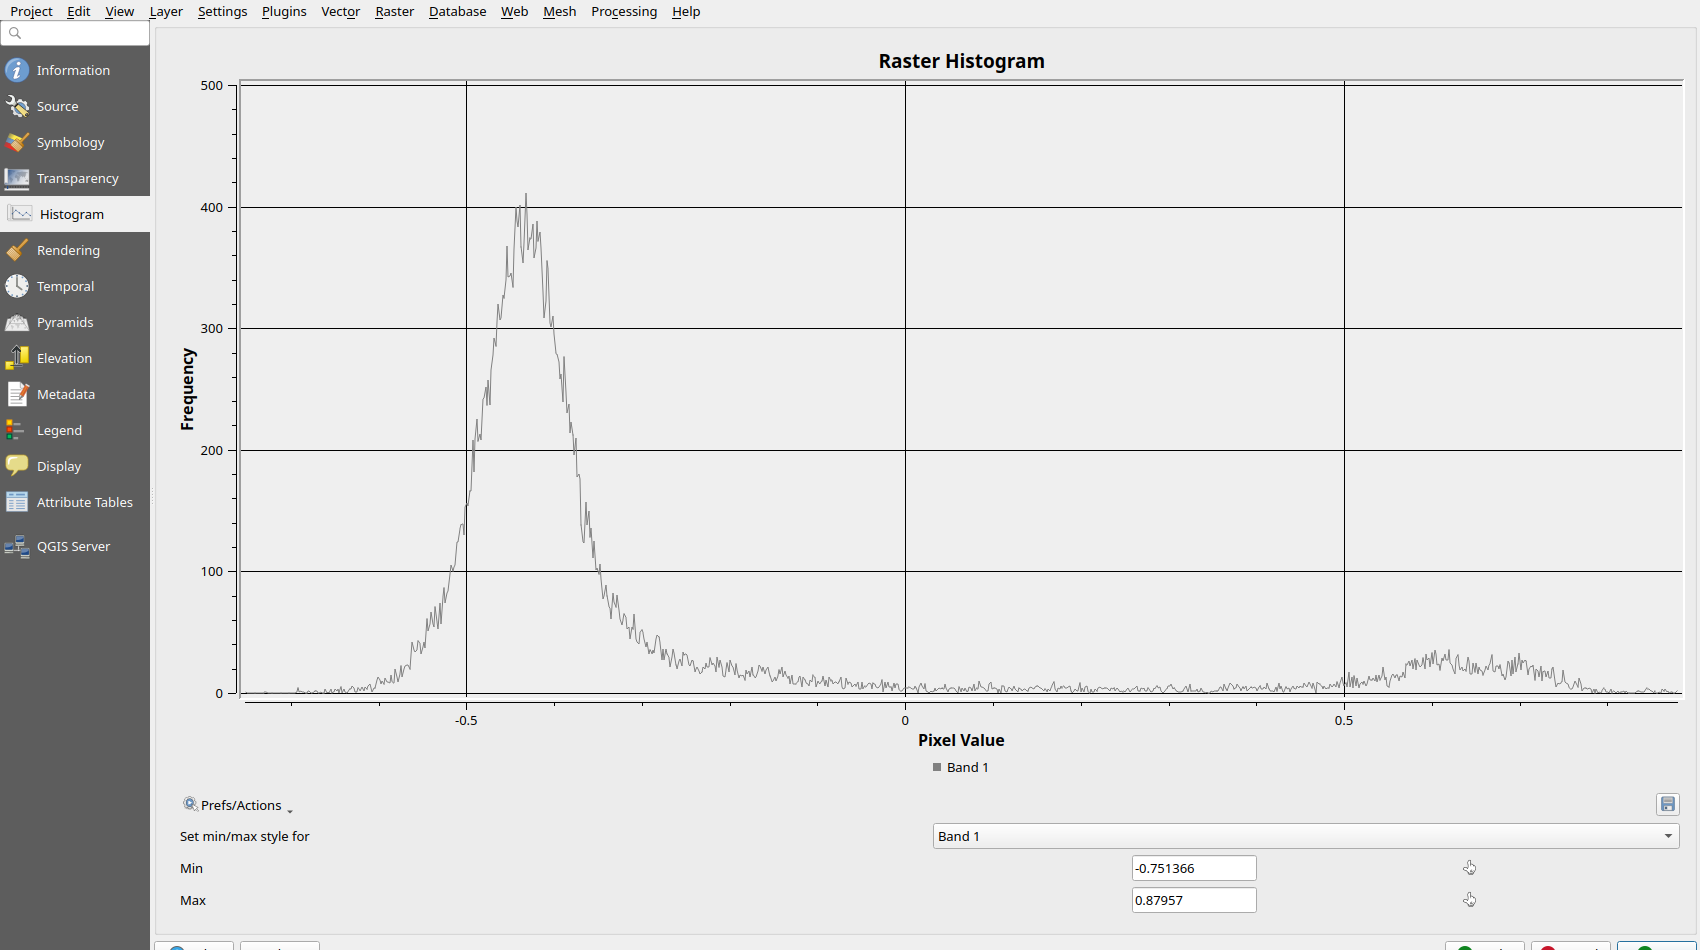 Project Edit View Layer Settings Plugins Vector Raster Database Web Mesh Processing Help
Information
Source
Symbology
Transparency
Histogram
Rendering
Temporal
Pyramids
Elevation
Metadata
Legend
Display
Attribute Tables
QGIS Server
Raster Histogram
500
400
300
200
100
0
Frequency
-0.5 0 0.5
Pixel Value
Band 1
Prefs/Actions
Set min/max style for Band 1
Min -0.751366
Max 0.87957